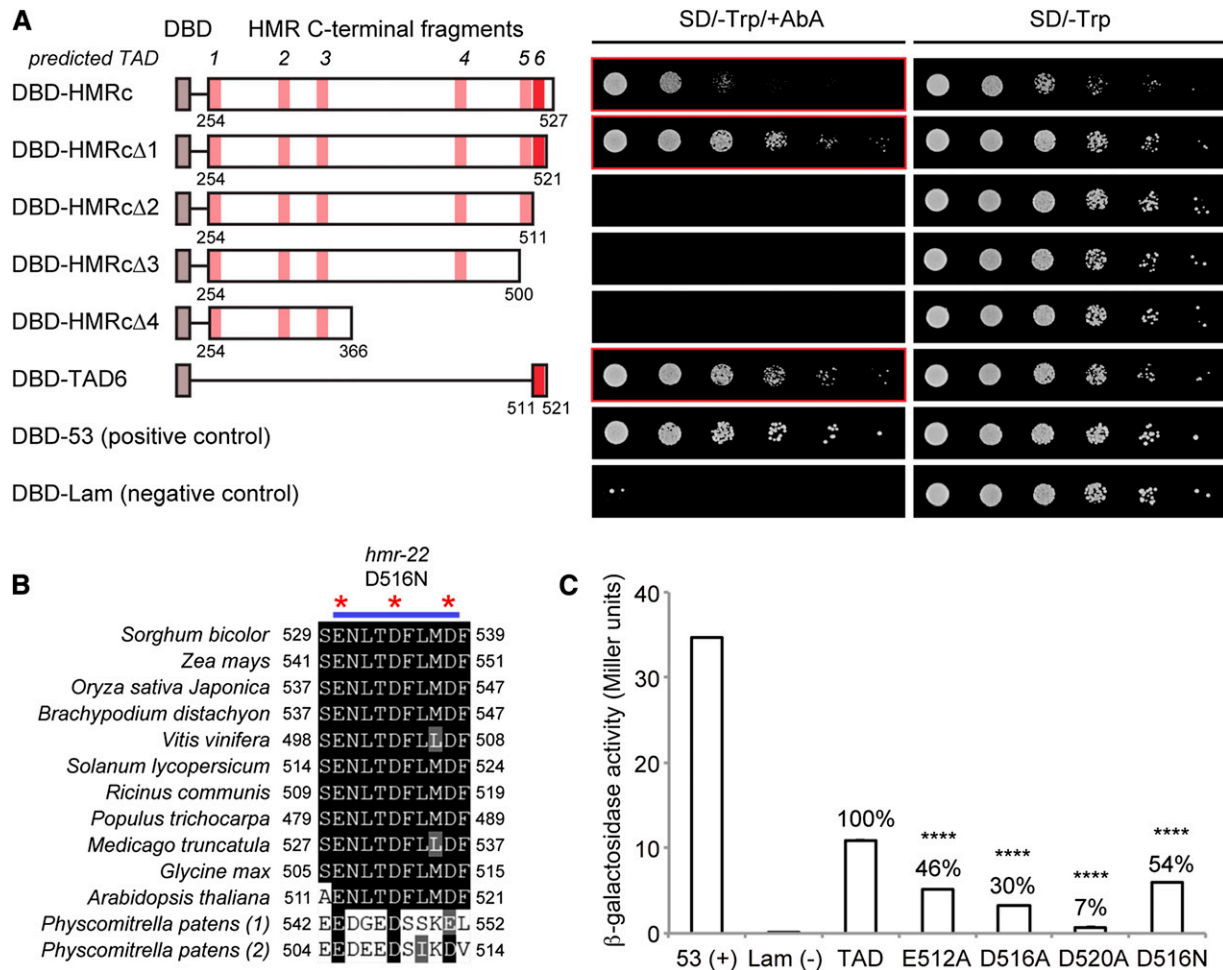 A
DBD HMR C-terminal fragments
predicted TAD 1 2 3 4 5 6
SD/-Trp/+AbA SD/-Trp
DBD-HMRc
254 527
DBD-HMRcΔ1
254 521
DBD-HMRcΔ2
254 511
DBD-HMRcΔ3
254 500
DBD-HMRcΔ4
254 366
DBD-TAD6
511 521
DBD-53 (positive control)
DBD-Lam (negative control)
B
hmr-22
D516N
* * *
Sorghum bicolor 529 SENLTDFLMDF 539
Zea mays 541 SENLTDFLMDF 551
Oryza sativa Japonica 537 SENLTDFLMDF 547
Brachypodium distachyon 537 SENLTDFLMDF 547
Vitis vinifera 498 SENLTDFLLDF 508
Solanum lycopersicum 514 SENLTDFLMDF 524
Ricinus communis 509 SENLTDFLMDF 519
Populus trichocarpa 479 SENLTDFLMDF 489
Medicago truncatula 527 SENLTDFLLDF 537
Glycine max 505 SENLTDFLMDF 515
Arabidopsis thaliana 511 AENLTDFLMDF 521
Physcomitrella patens (1) 542 EEDGEDSSKEL 552
Physcomitrella patens (2) 504 EEDEEDSIKDV 514
C
β-galactosidase activity (Miller units)
40
30
20
10
0
100%
****
46%
****
30%
****
7%
****
54%
53 (+) Lam (-) TAD E512A D516A D520A D516N